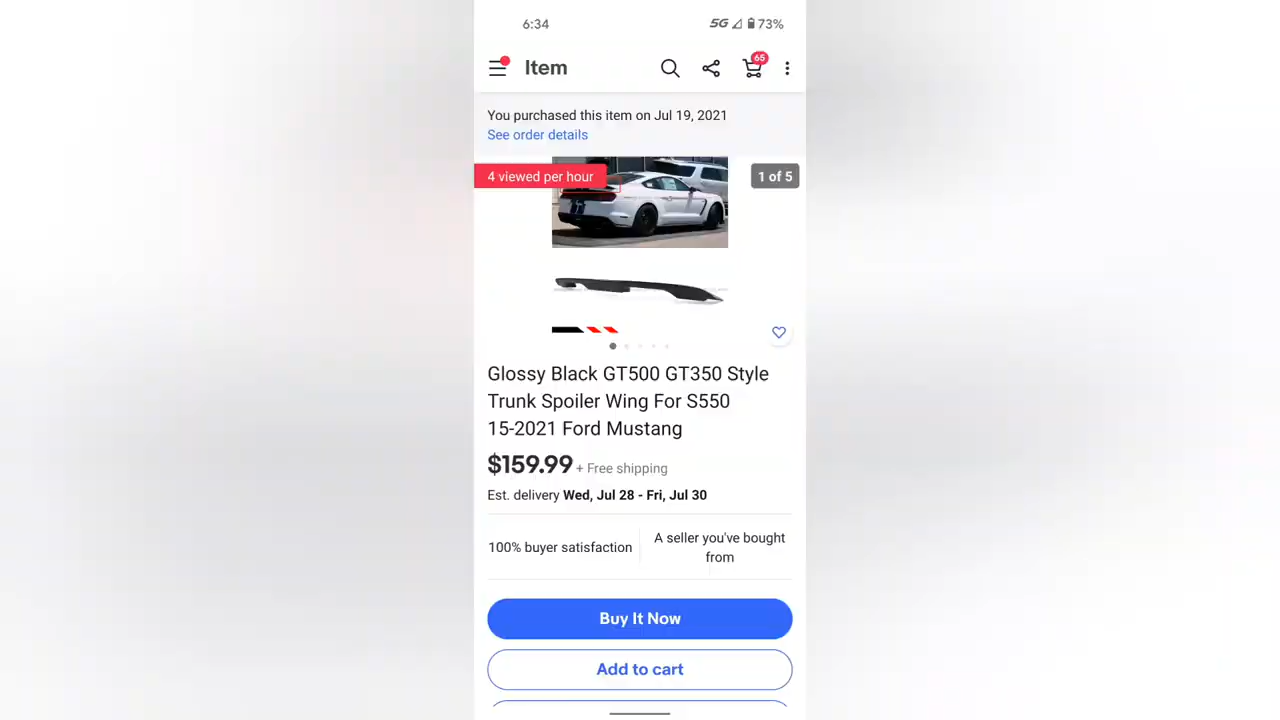 6:34
5G 73%
Item
65
You purchased this item on Jul 19, 2021
See order details
4 viewed per hour
1 of 5
Glossy Black GT500 GT350 Style
Trunk Spoiler Wing For S550
15-2021 Ford Mustang
$159.99 + Free shipping
Est. delivery Wed, Jul 28 - Fri, Jul 30
100% buyer satisfaction
A seller you've bought
from
Buy It Now
Add to cart